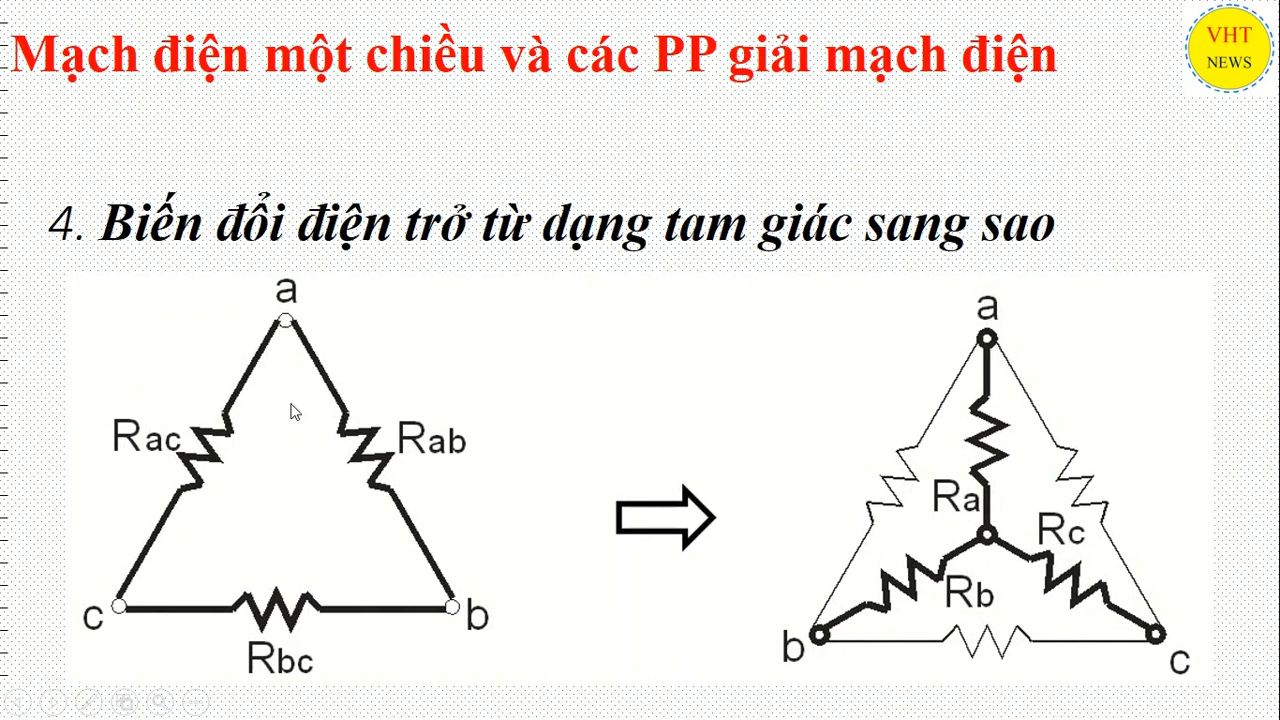 Mạch điện một chiều và các PP giải mạch điện
VHT
NEWS
4. Biến đổi điện trở từ dạng tam giác sang sao
a
a
Rac
Rab
Ra
Rc
Rb
c
b
b
c
Rbc